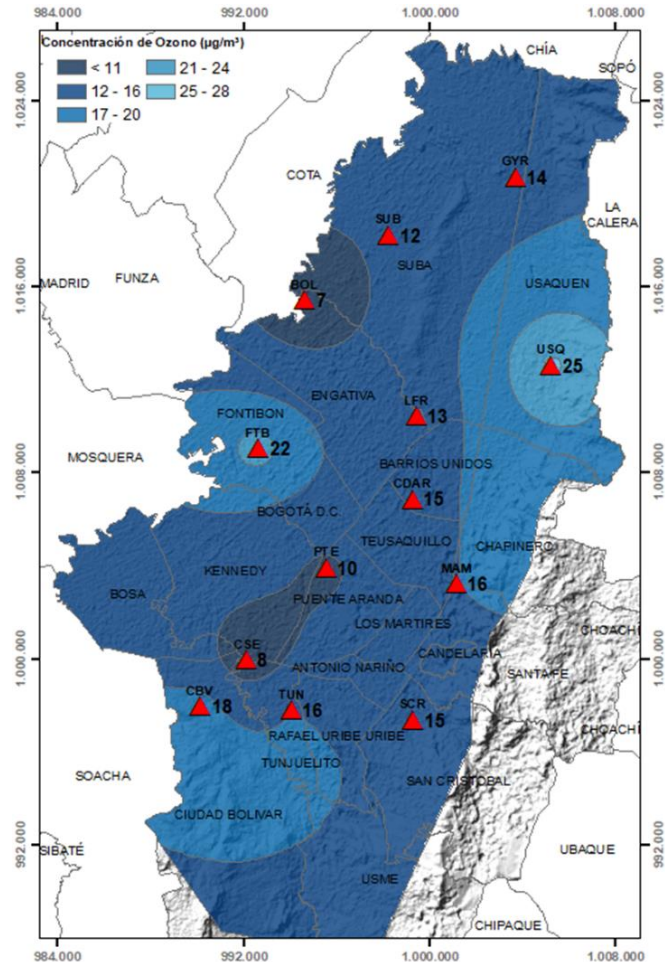 984.000 992.000 1.000.000 1.008.000
Concentración de Ozono (µg/m³)
< 11 21 - 24
12 - 16 25 - 28
17 - 20
CHÍA
SOPÓ
1.024.000 1.024.000
COTA
GYR
14
LA
CALERA
SUB
12
SUBA
MADRID
FUNZA
1.016.000 1.016.000
BOL
7
USAQUEN
USQ
25
ENGATIVA
FONTIBON
LFR
13
FTB
22
MOSQUERA
BARRIOS UNIDOS
1.008.000 1.008.000
CDAR
15
BOGOTÁ D.C.
TEUSAQUILLO
CHAPINERO
PTE
10
KENNEDY
MAM
16
BOSA
PUENTE ARANDA
LOS MARTIRES
CHOACHÍ
CSE
8
1.000.000 1.000.000
CANDELARIA
ANTONIO NARIÑO
SANTAFE
CBV
18
TUN
16
SCR
15
CHOACHÍ
RAFAEL URIBE URIBE
TUNJUELITO
SOACHA
SAN CRISTOBAL
CIUDAD BOLIVAR
992.000 992.000
SIBATÉ
UBAQUE
USME
CHIPAQUE
984.000 992.000 1.000.000 1.008.000